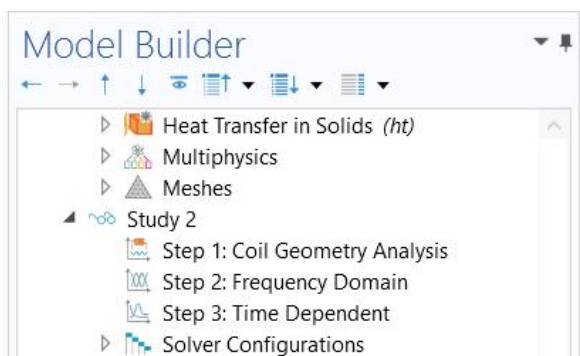 Model Builder
Heat Transfer in Solids (ht)
Multiphysics
Meshes
Study 2
Step 1: Coil Geometry Analysis
Step 2: Frequency Domain
Step 3: Time Dependent
Solver Configurations